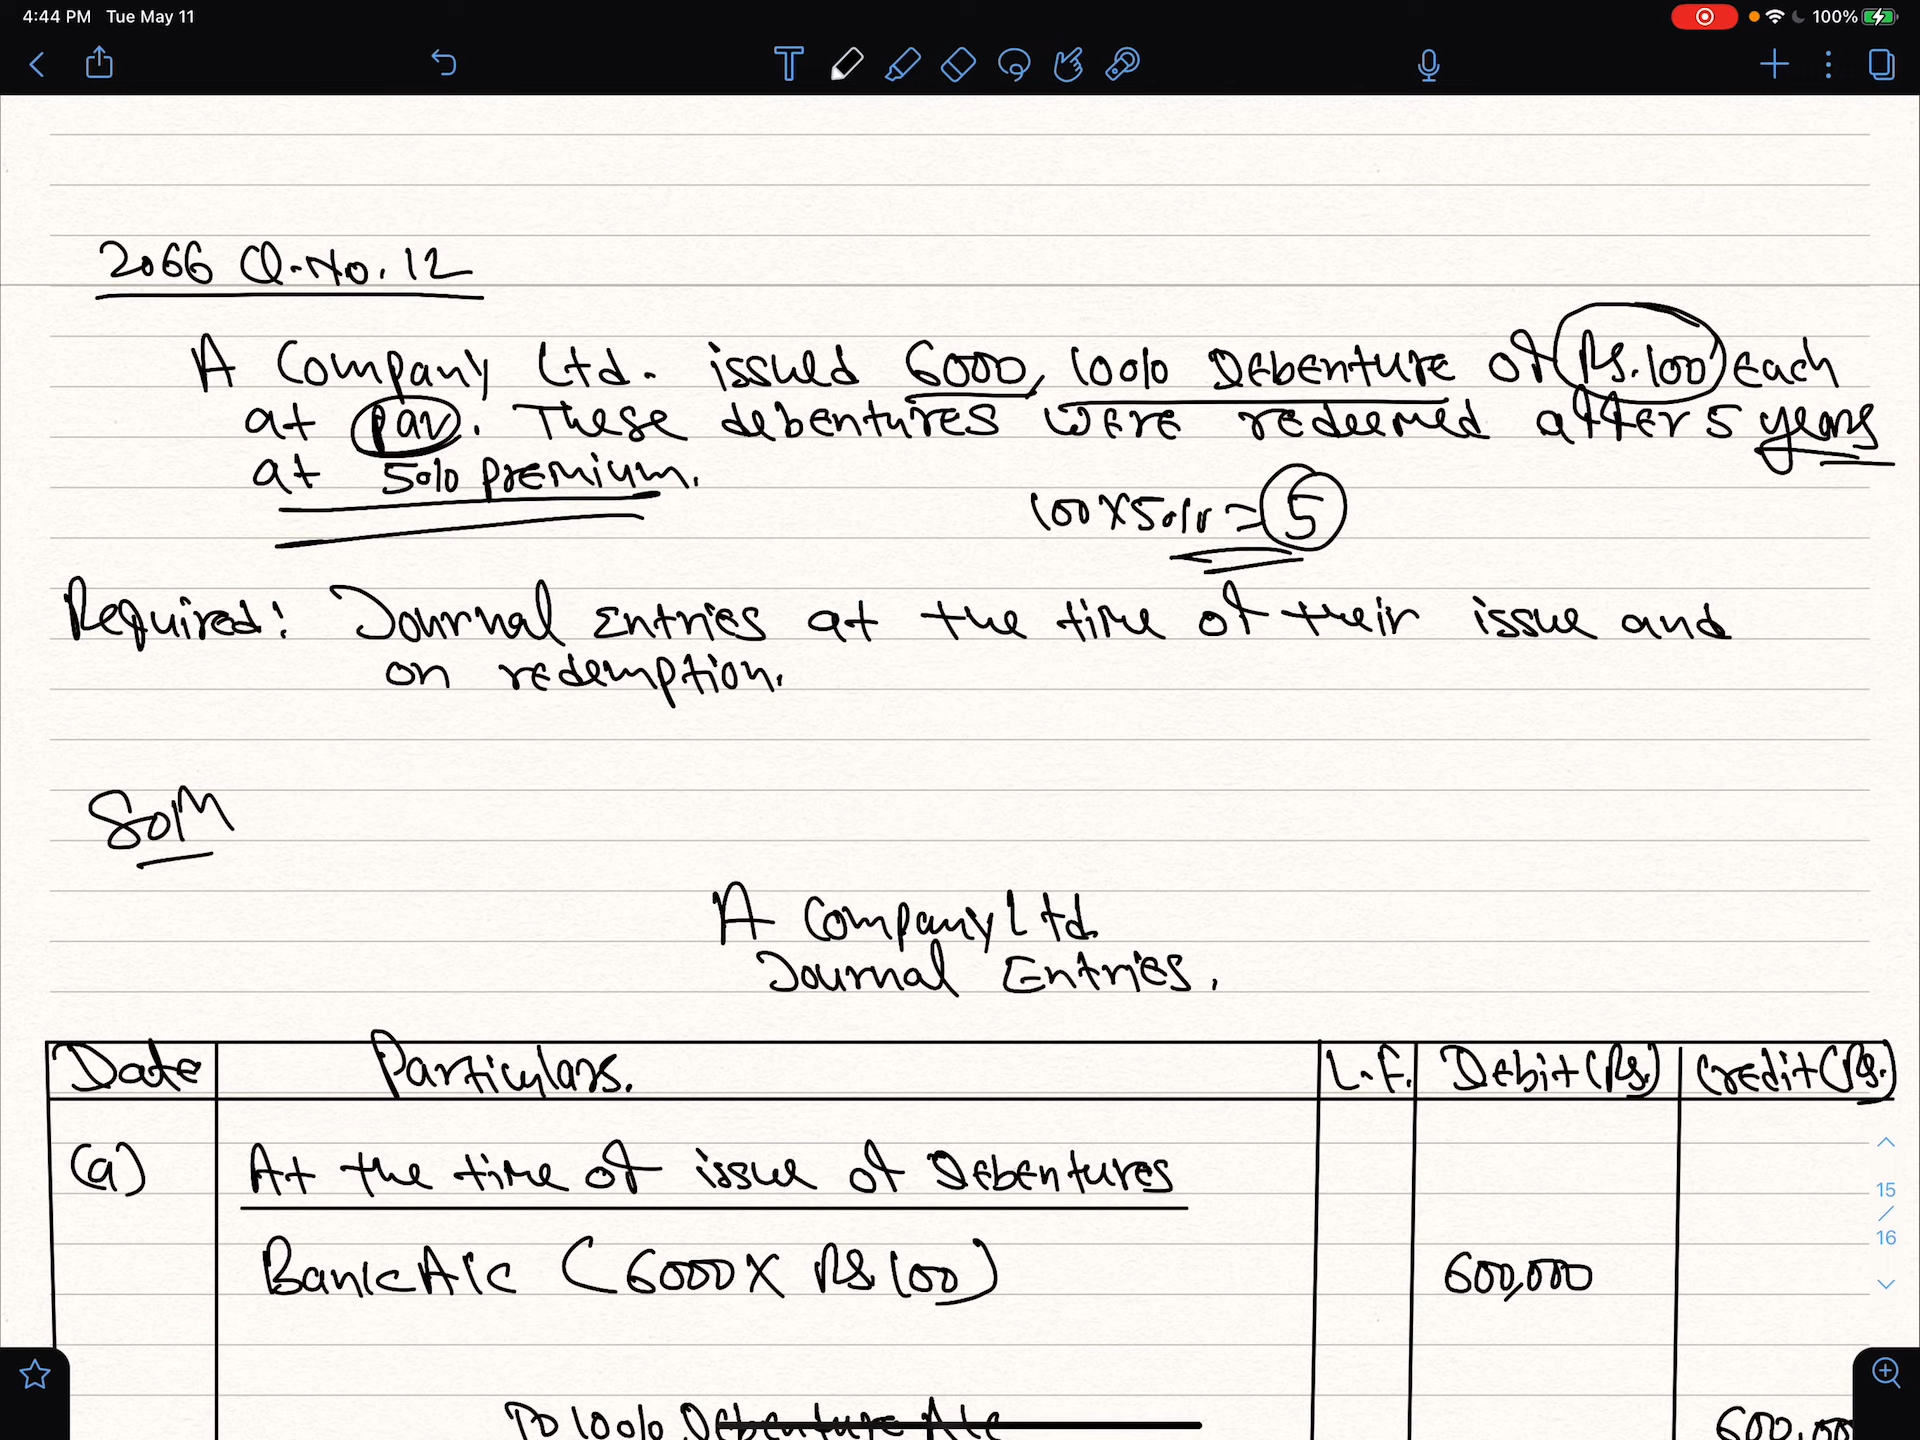 4:44 PM Tue May 11
100%
2066 Q.No.12
A Company Ltd. issued 6000, 10% Debenture of Rs.100 Each
at par. These debentures were redeemed after 5 years
at 5% premium.
100X5% = 5
Required: Journal Entries at the time of their issue and
on redemption.
Soln
A Company Ltd.
Journal Entries.
Date Particulars. L.F. Debit(Rs.) Credit(Rs.)
(a) At the time of issue of Debentures
Bank A/c (6000 X Rs.100) 600,000
To 10% Debenture A/c
15
/
16